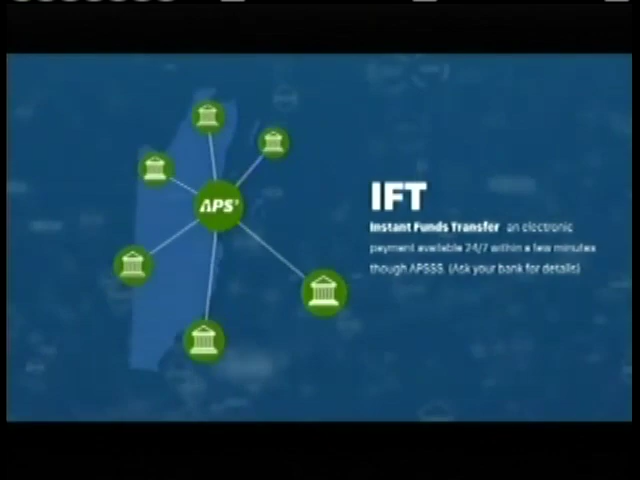 APS³
IFT
Instant Funds Transfer an electronic
payment available 24/7 within a few minutes
though APSSS. (Ask your bank for details)